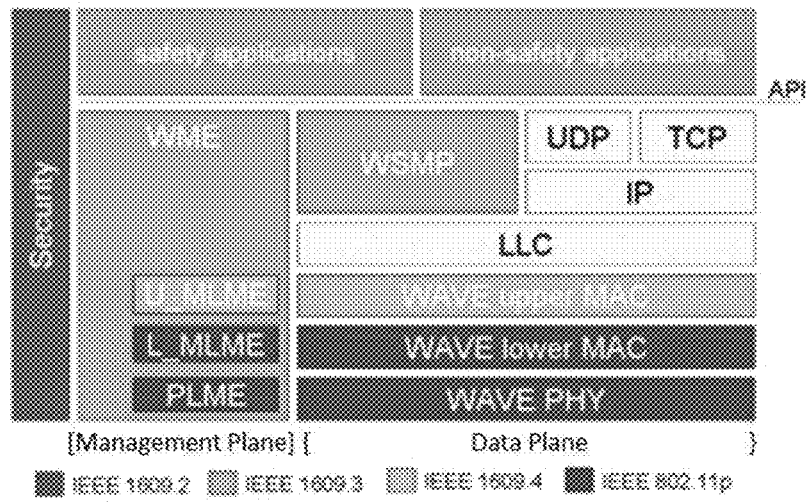 safety applications non-safety applications
API
Security
WME
WSMP
UDP TCP
IP
LLC
U_MLME WAVE upper MAC
L_MLME WAVE lower MAC
PLME WAVE PHY
[Management Plane] [ Data Plane ]
IEEE 1609.2 IEEE 1609.3 IEEE 1609.4 IEEE 802.11p